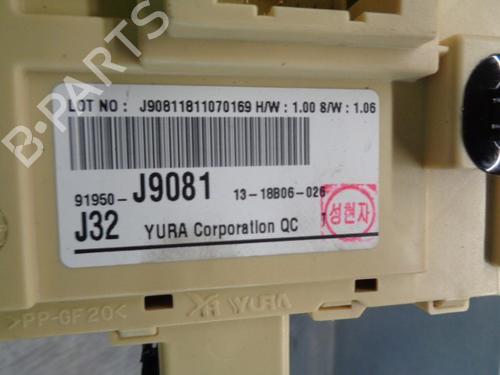 LOT NO : J90811811070169 H/W : 1.00 S/W : 1.06
91950-J9081 13-18B06-026
J32 YURA Corporation QC
성현자
>PP-GF20< YURA
B-PARTS